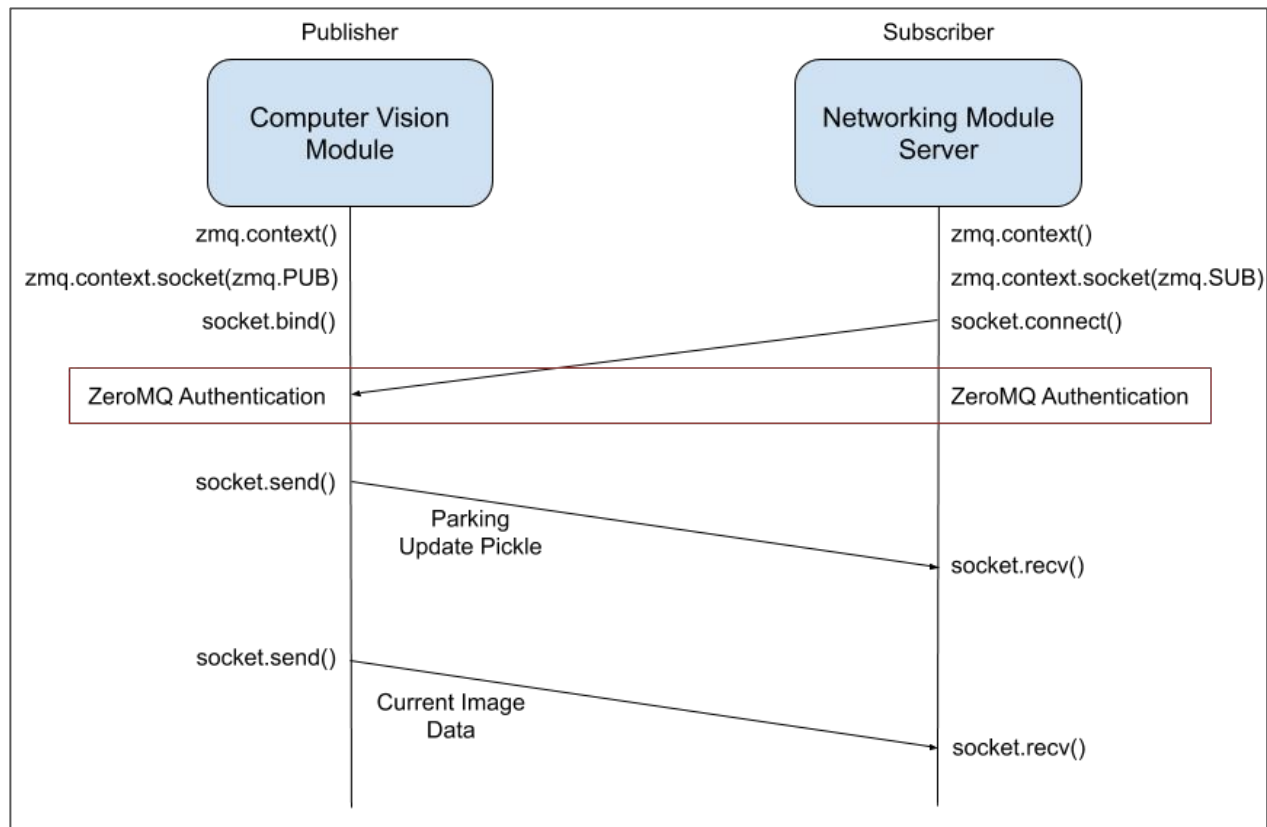 Publisher
Subscriber
Computer Vision
Module
Networking Module
Server
zmq.context()
zmq.context()
zmq.context.socket(zmq.PUB)
zmq.context.socket(zmq.SUB)
socket.bind()
socket.connect()
ZeroMQ Authentication
ZeroMQ Authentication
socket.send()
Parking
Update Pickle
socket.recv()
socket.send()
Current Image
Data
socket.recv()